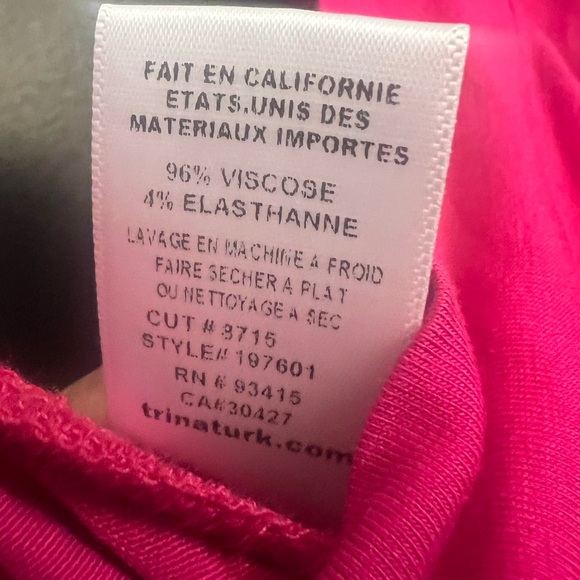 FAIT EN CALIFORNIE
ETATS.UNIS DES
MATERIAUX IMPORTES
96% VISCOSE
4% ELASTHANNE
LAVAGE EN MACHINE A FROID
FAIRE SECHER A PLAT
OU NETTOYAGE A SEC
CUT # 8715
STYLE# 197601
RN # 93415
CA#30427
trinaturk.com